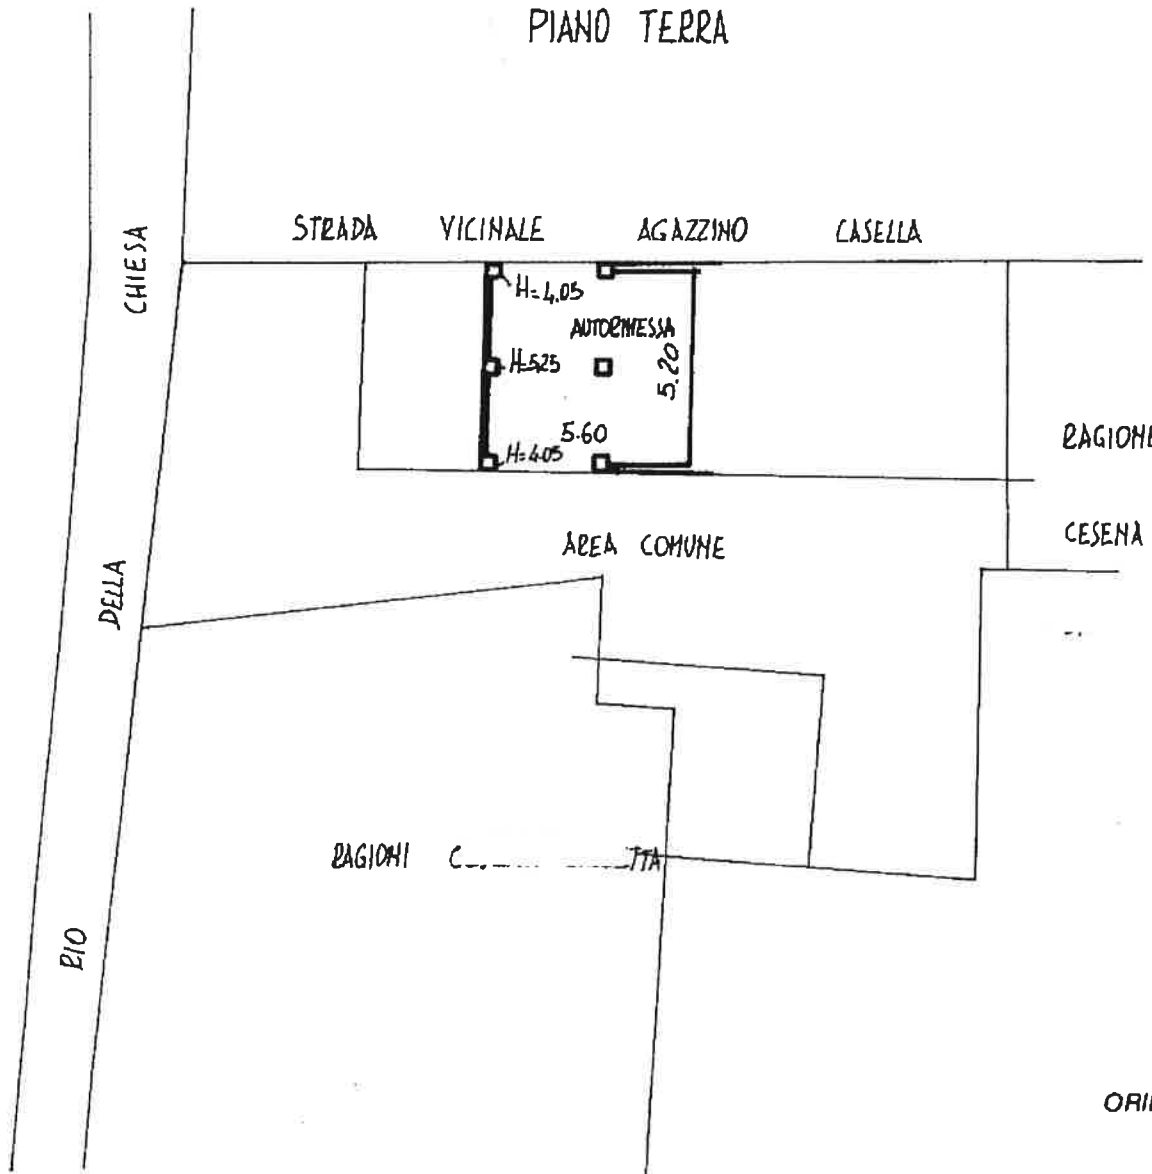 PIANO TERRA
STRADA VICINALE AGAZZINO CASELLA
CHIESA
H=4.05
AUTORIMESSA
H=5.25
5.20
5.60
H=4.05
RAGIONI
AREA COMUNE
CESENA
DELLA
RAGIONI
RIO